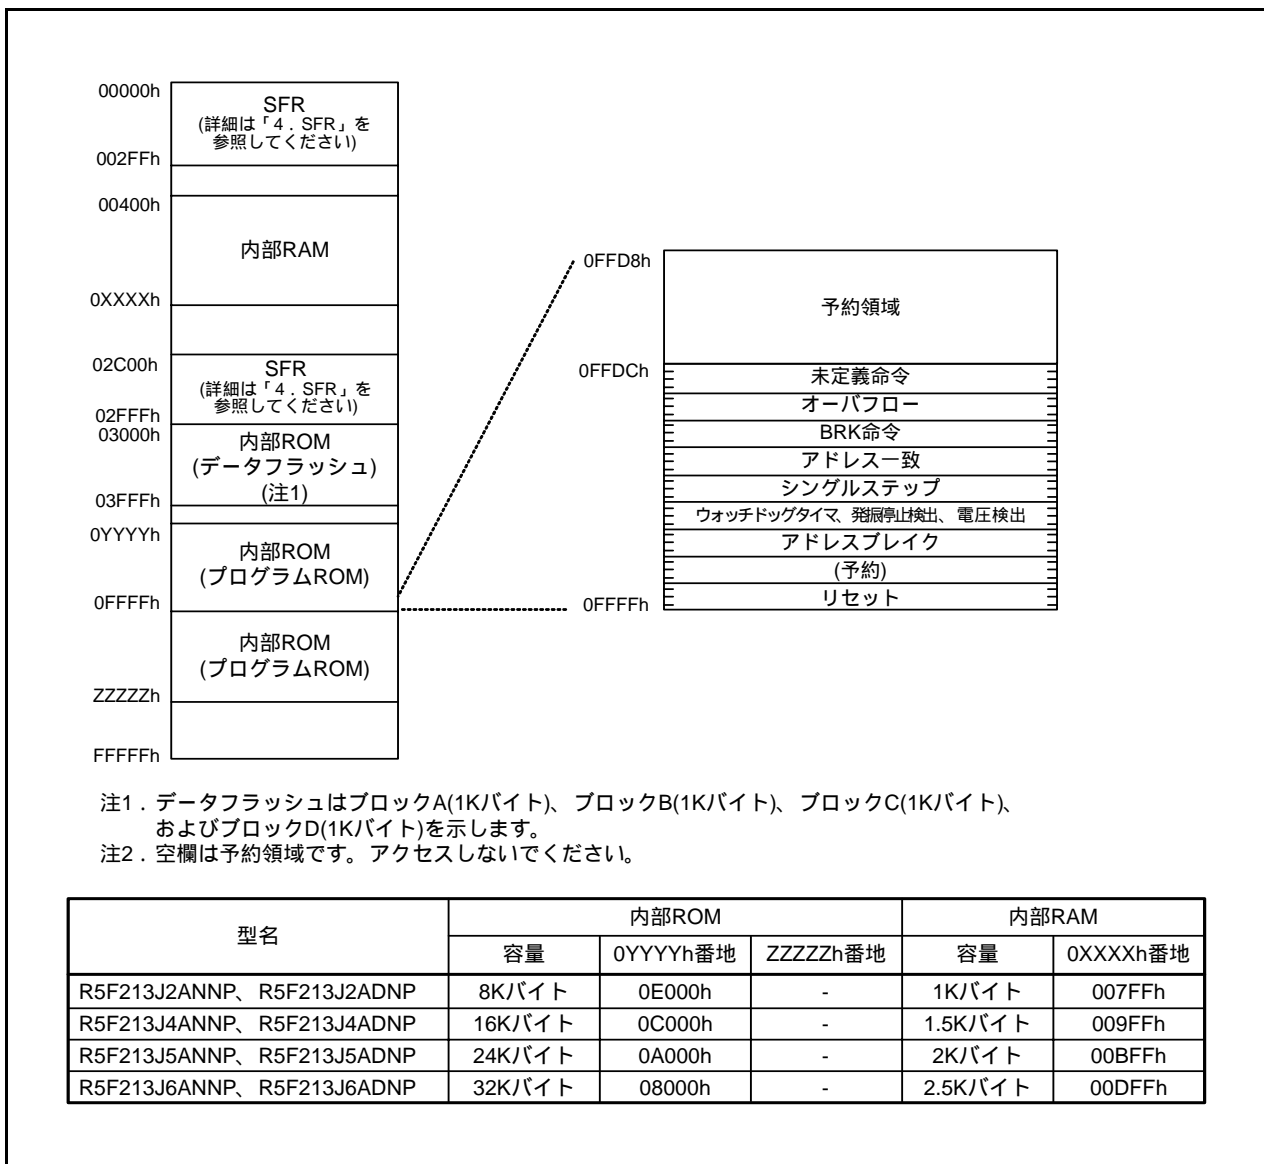 00000h
SFR
(詳細は「4．SFR」を
参照してください)
002FFh
00400h
内部RAM
0XXXXh
02C00h
SFR
(詳細は「4．SFR」を
参照してください)
02FFFh
03000h
内部ROM
(データフラッシュ)
(注1)
03FFFh
0YYYYh
内部ROM
(プログラムROM)
0FFFFh
内部ROM
(プログラムROM)
ZZZZZh
FFFFFh
0FFD8h
予約領域
0FFDCh
未定義命令
オーバフロー
BRK命令
アドレス一致
シングルステップ
ウォッチドッグタイマ、発振停止検出、電圧検出
アドレスブレイク
(予約)
リセット
0FFFFh
注1．データフラッシュはブロックA(1Kバイト)、ブロックB(1Kバイト)、ブロックC(1Kバイト)、
およびブロックD(1Kバイト)を示します。
注2．空欄は予約領域です。アクセスしないでください。
型名 内部ROM 内部RAM
容量 0YYYYh番地 ZZZZZh番地 容量 0XXXXh番地
R5F213J2ANNP、R5F213J2ADNP 8Kバイト 0E000h - 1Kバイト 007FFh
R5F213J4ANNP、R5F213J4ADNP 16Kバイト 0C000h - 1.5Kバイト 009FFh
R5F213J5ANNP、R5F213J5ADNP 24Kバイト 0A000h - 2Kバイト 00BFFh
R5F213J6ANNP、R5F213J6ADNP 32Kバイト 08000h - 2.5Kバイト 00DFFh